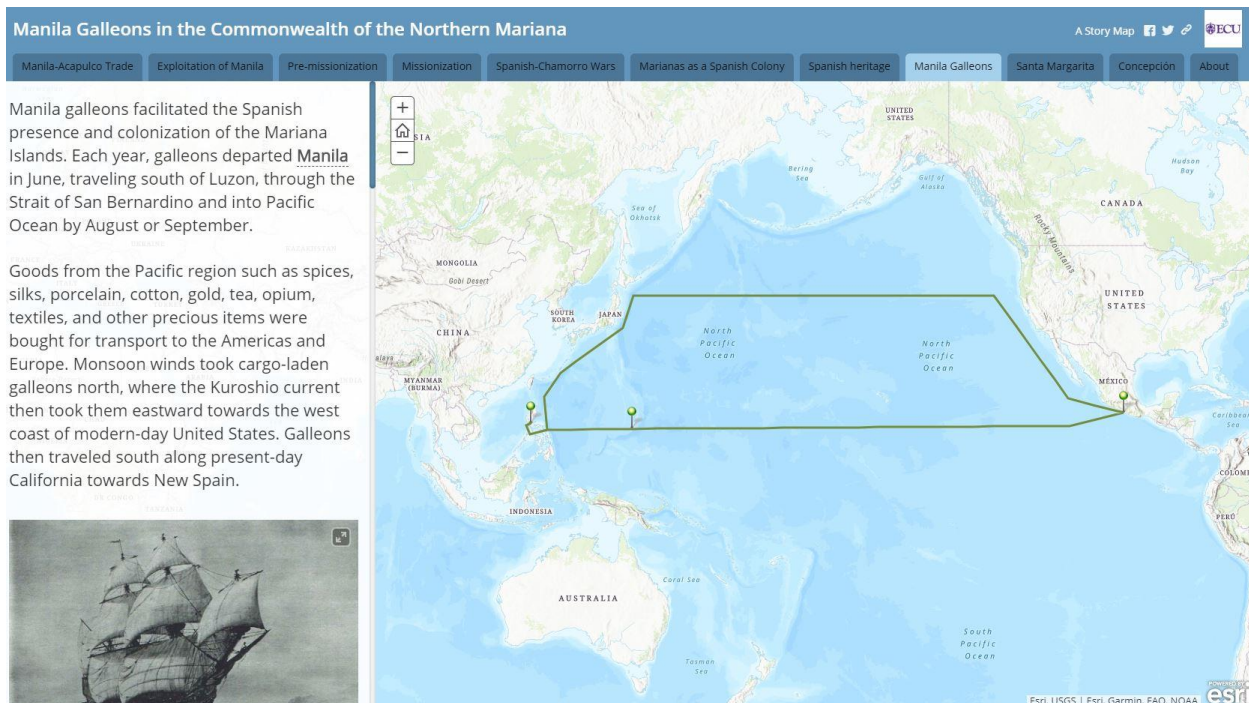 Manila Galleons in the Commonwealth of the Northern Mariana
A Story Map
ECU
Manila-Acapulco Trade
Exploitation of Manila
Pre-missionization
Missionization
Spanish-Chamorro Wars
Marianas as a Spanish Colony
Spanish heritage
Manila Galleons
Santa Margarita
Concepción
About
Manila galleons facilitated the Spanish
presence and colonization of the Mariana
Islands. Each year, galleons departed Manila
in June, traveling south of Luzon, through the
Strait of San Bernardino and into Pacific
Ocean by August or September.
Goods from the Pacific region such as spices,
silks, porcelain, cotton, gold, tea, opium,
textiles, and other precious items were
bought for transport to the Americas and
Europe. Monsoon winds took cargo-laden
galleons north, where the Kuroshio current
then took them eastward towards the west
coast of modern-day United States. Galleons
then traveled south along present-day
California towards New Spain.
+
−
UNITED
STATES
Bering
Sea
Gulf of
Alaska
Hudson
Bay
Sea of
Okhotsk
CANADA
Rocky Mountains
MONGOLIA
Gobi Desert
UNITED
STATES
SOUTH
KOREA
JAPAN
CHINA
North
Pacific
Ocean
North
Pacific
Ocean
MYANMAR
(BURMA)
MÉXICO
Caribbean
Sea
COLOM
INDONESIA
PERÚ
Coral Sea
AUSTRALIA
South
Pacific
Ocean
Tasman
Sea
Esri, USGS | Esri, Garmin, FAO, NOAA
POWERED BY
esri